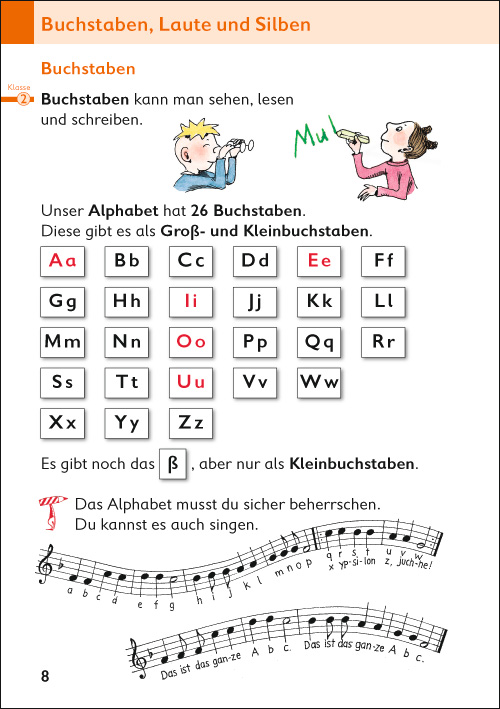 Buchstaben, Laute und Silben
Buchstaben
Klasse
2
Buchstaben kann man sehen, lesen
und schreiben.
Mul
Unser Alphabet hat 26 Buchstaben.
Diese gibt es als Groß- und Kleinbuchstaben.
Aa Bb Cc Dd Ee Ff
Gg Hh Ii Jj Kk Ll
Mm Nn Oo Pp Qq Rr
Ss Tt Uu Vv Ww
Xx Yy Zz
Es gibt noch das ß, aber nur als Kleinbuchstaben.
Das Alphabet musst du sicher beherrschen.
Du kannst es auch singen.
a b c d e f g h i j k l m n o p q r s t u v w
x yp-si-lon z, juch-he!
Das ist das gan-ze A b c. Das ist das gan-ze A b c.
8